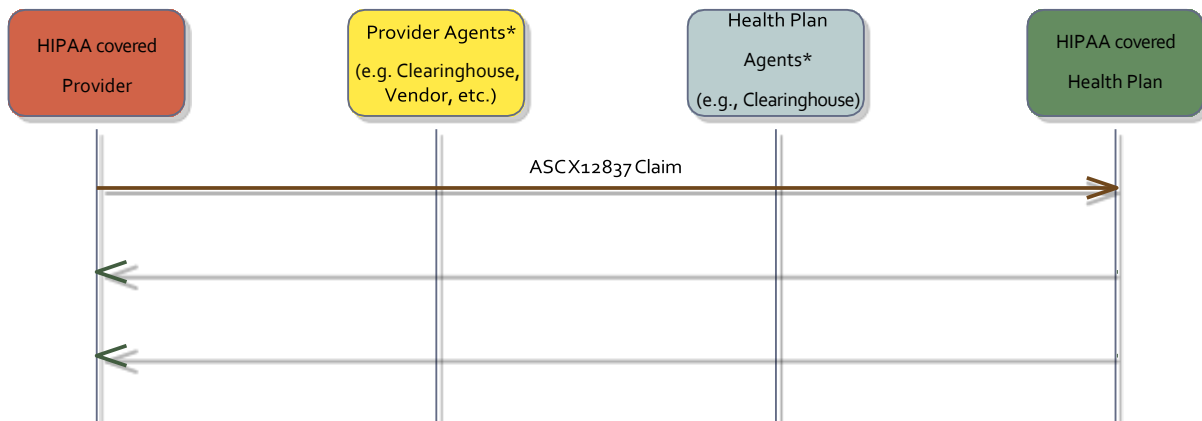 HIPAA covered
Provider
Provider Agents*
(e.g. Clearinghouse,
Vendor, etc.)
Health Plan
Agents*
(e.g., Clearinghouse)
HIPAA covered
Health Plan
ASC X12 837 Claim